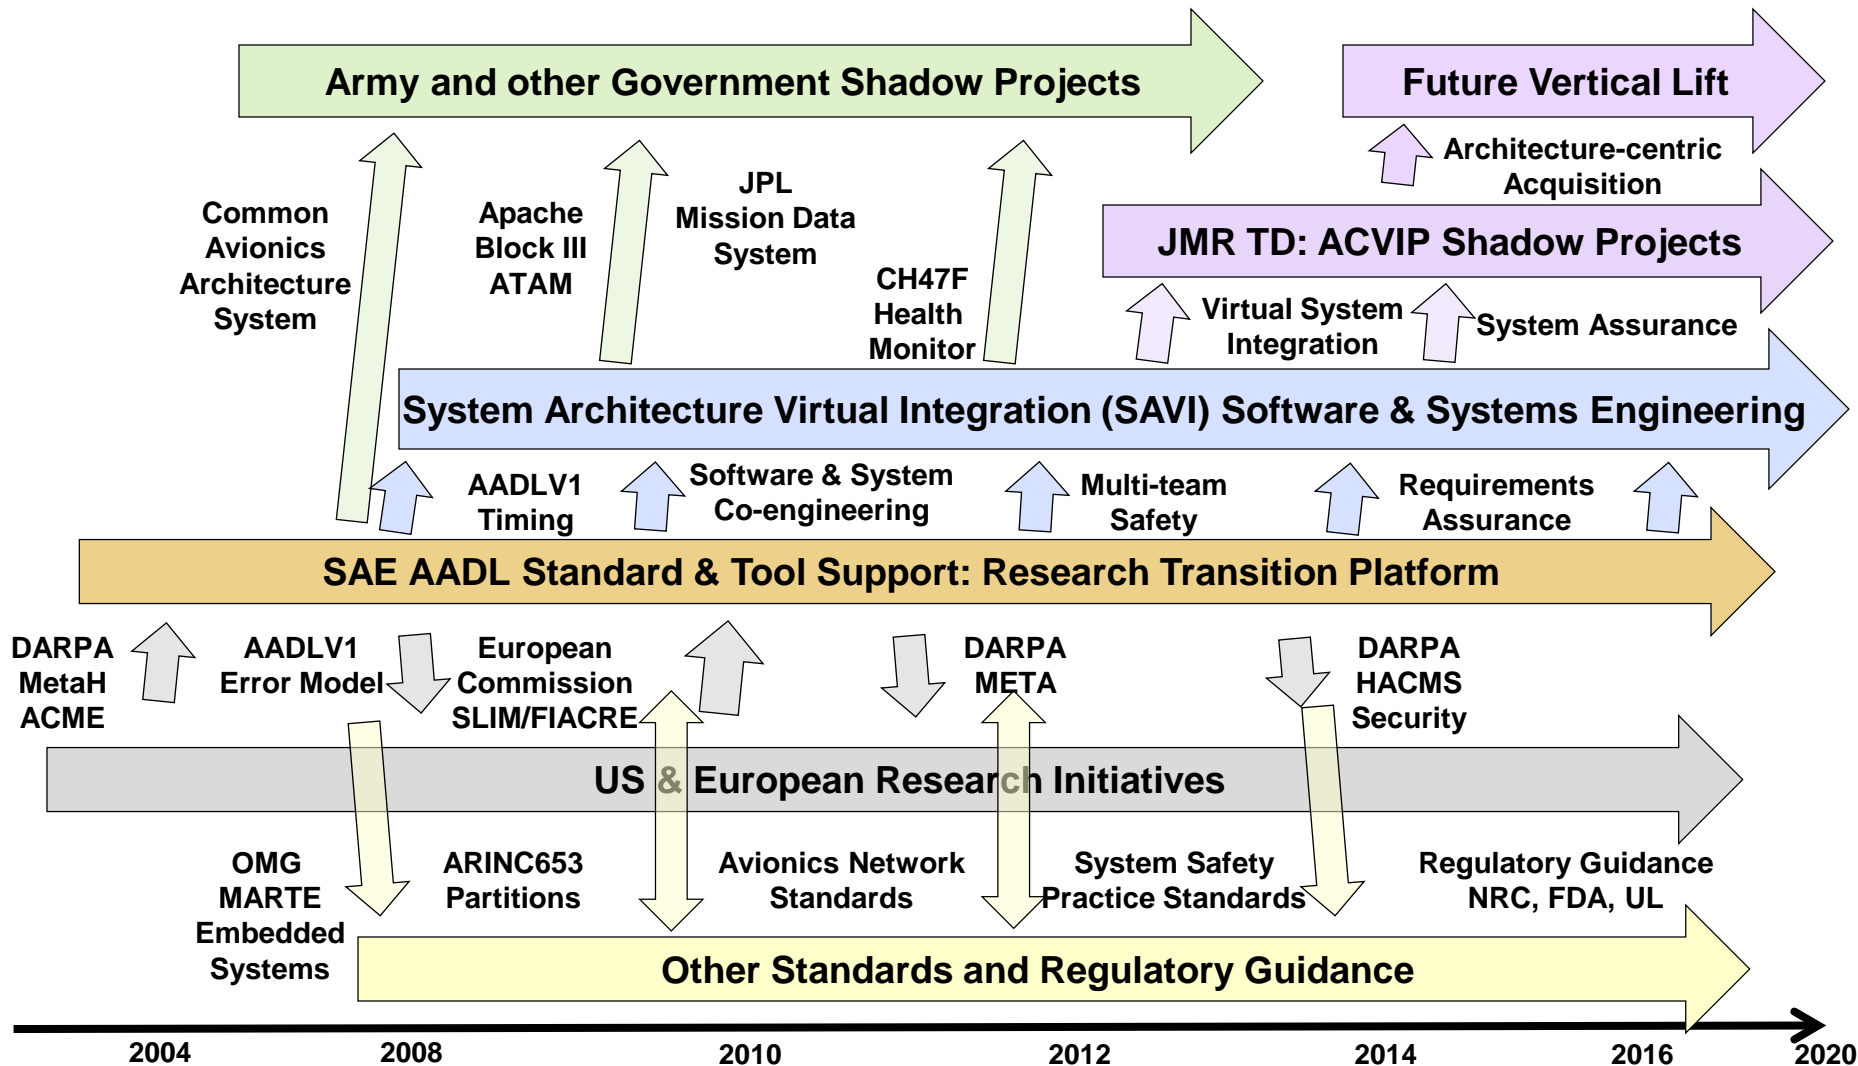 Army and other Government Shadow Projects
Future Vertical Lift
Architecture-centric
Acquisition
Common
Avionics
Architecture
System
Apache
Block III
ATAM
JPL
Mission Data
System
CH47F
Health
Monitor
JMR TD: ACVIP Shadow Projects
Virtual System
Integration
System Assurance
System Architecture Virtual Integration (SAVI) Software & Systems Engineering
AADLV1
Timing
Software & System
Co-engineering
Multi-team
Safety
Requirements
Assurance
SAE AADL Standard & Tool Support: Research Transition Platform
DARPA
MetaH
ACME
AADLV1
Error Model
European
Commission
SLIM/FIACRE
DARPA
META
DARPA
HACMS
Security
US & European Research Initiatives
OMG
MARTE
Embedded
Systems
ARINC653
Partitions
Avionics Network
Standards
System Safety
Practice Standards
Regulatory Guidance
NRC, FDA, UL
Other Standards and Regulatory Guidance
2004
2008
2010
2012
2014
2016
2020